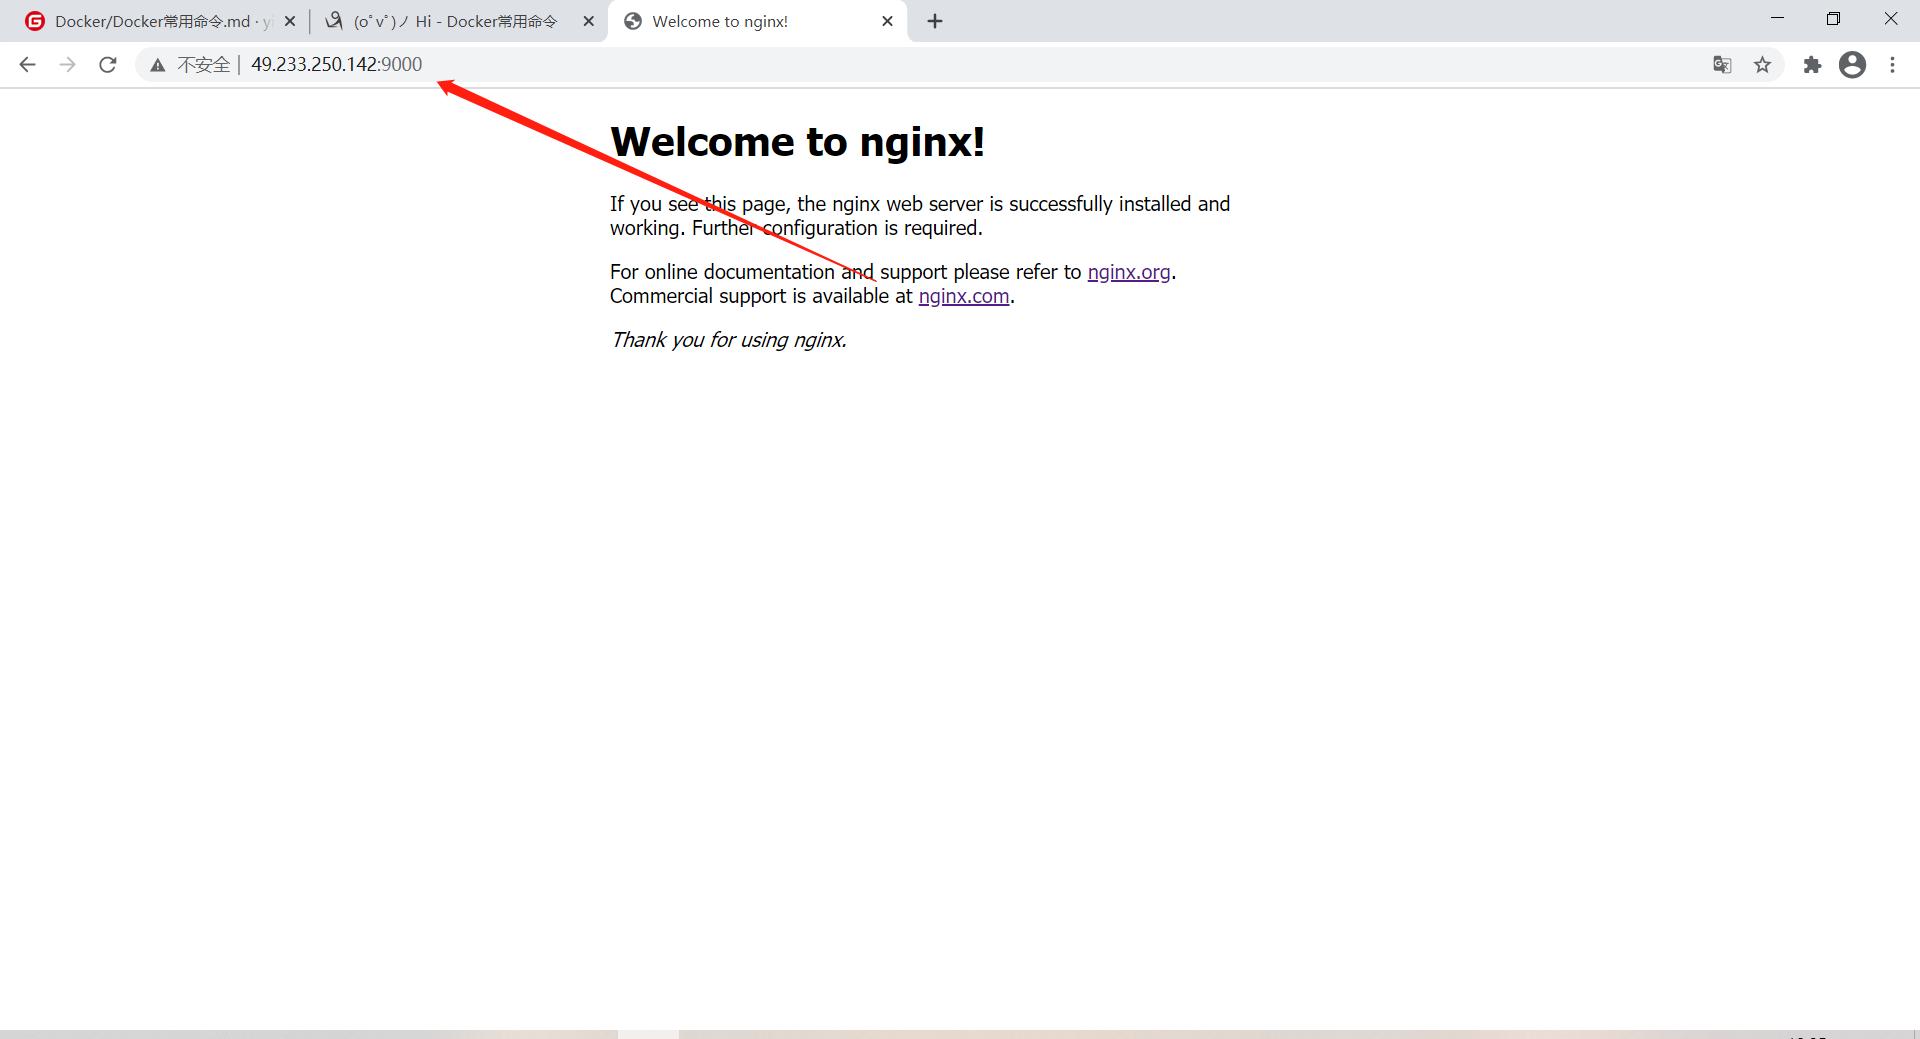 Docker/Docker常用命令.md · yi
(oﾟvﾟ)ノ Hi - Docker常用命令
Welcome to nginx!
不安全 | 49.233.250.142:9000
Welcome to nginx!
If you see this page, the nginx web server is successfully installed and
working. Further configuration is required.
For online documentation and support please refer to nginx.org.
Commercial support is available at nginx.com.
Thank you for using nginx.